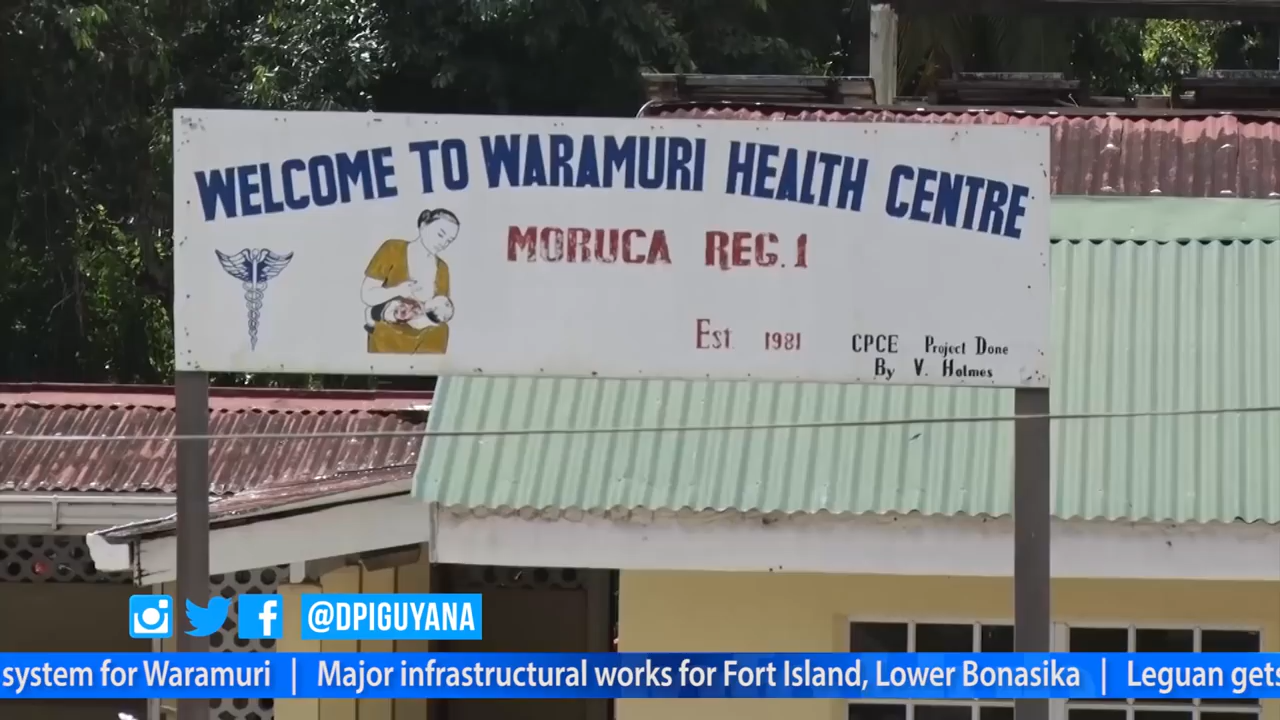 WELCOME TO WARAMURI HEALTH CENTRE
MORUCA REG. 1
Est 1981
CPCE Project Done
By V. Holmes
@DPIGUYANA
system for Waramuri | Major infrastructural works for Fort Island, Lower Bonasika | Leguan gets